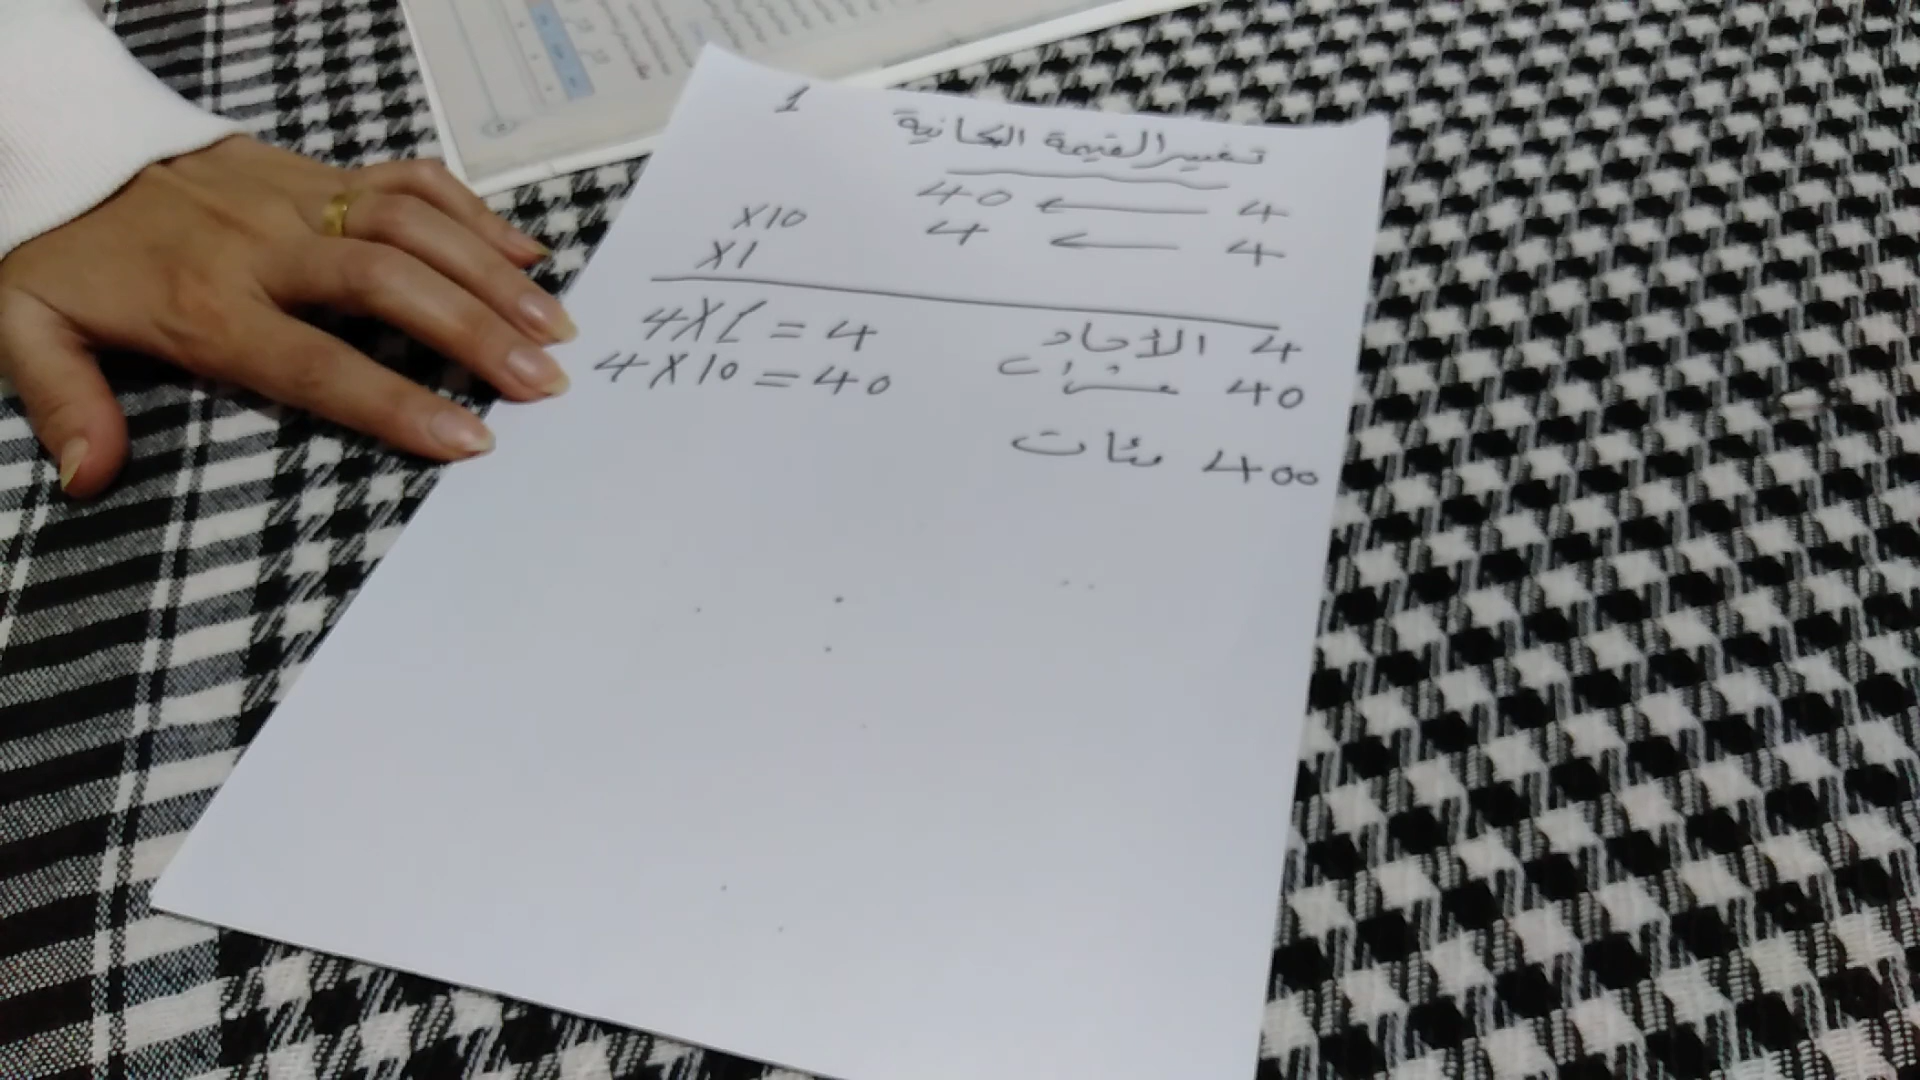 1
تغيير القيمة المكانية
4 ← 40 X10
4 ← 4 X1
4 الأحاد 4X1 = 4
40 عشرات 4X10 = 40
400 مئات